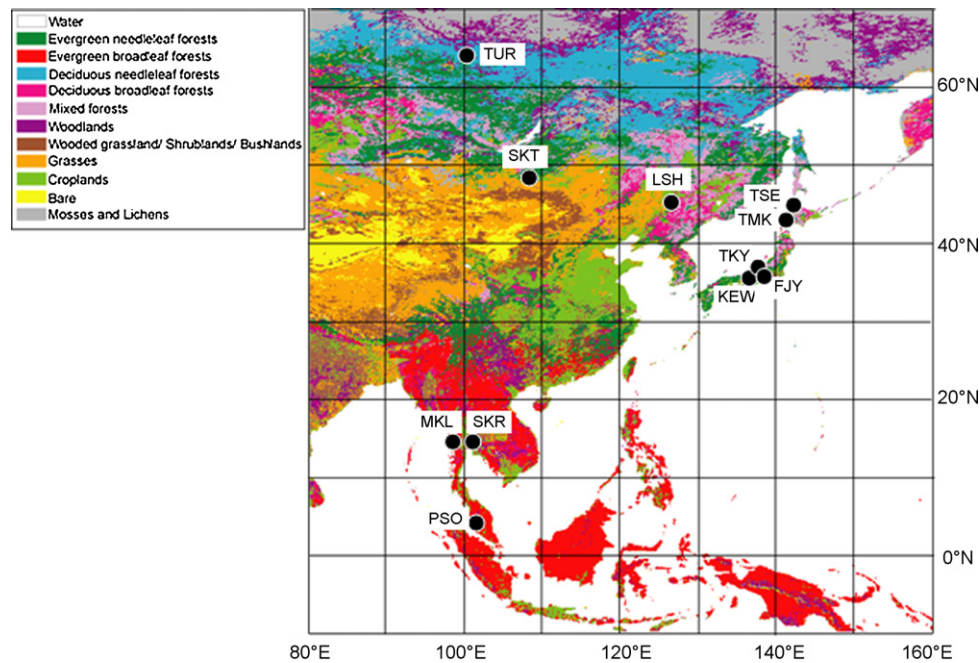 Water
Evergreen needleleaf forests
Evergreen broadleaf forests
Deciduous needleleaf forests
Deciduous broadleaf forests
Mixed forests
Woodlands
Wooded grassland/ Shrublands/ Bushlands
Grasses
Croplands
Bare
Mosses and Lichens
TUR
60°N
SKT
LSH
TSE
TMK
40°N
TKY
KEW
FJY
20°N
MKL
SKR
PSO
0°N
80°E
100°E
120°E
140°E
160°E